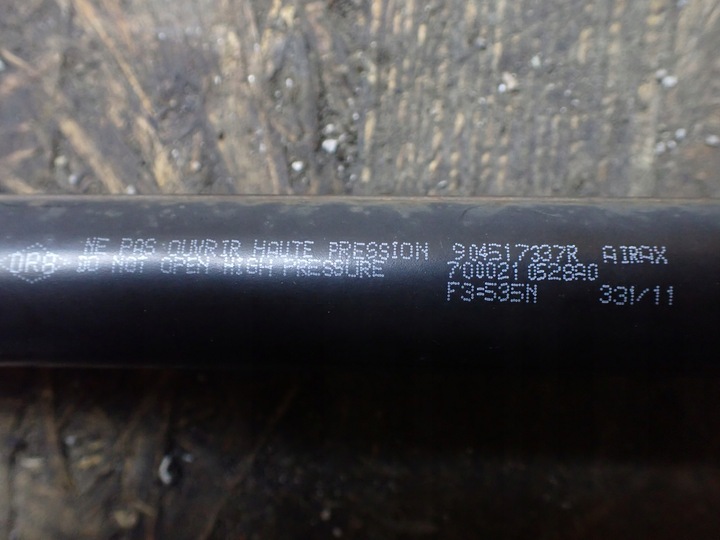 NE PAS OUVRIR HAUTE PRESSION 904517337R AIRAX
DO NOT OPEN HIGH PRESSURE 7000210528A0
F3=535N 331/11